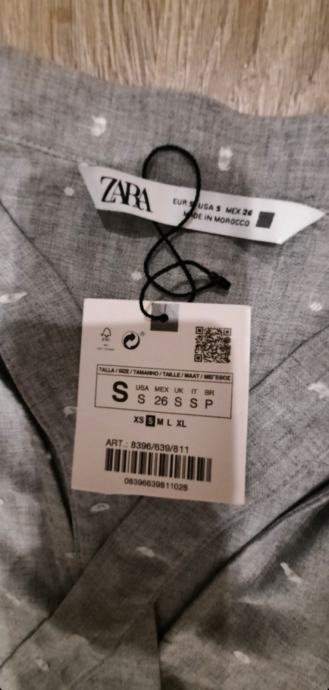 ZARA
EUR S USA S MEX 26
MADE IN MOROCCO
TALLA / SIZE / TAMANHO / TAILLE / MAAT /
S
USA MEX UK IT BR
S 26 S S P
XS S M L XL
ART.: 8396/639/811
08396639811028